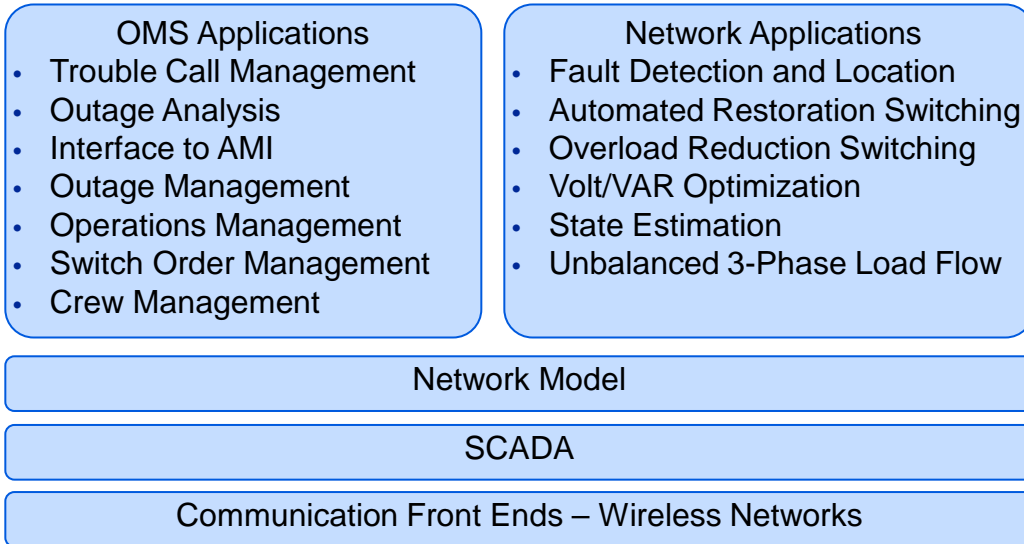 OMS Applications
• Trouble Call Management
• Outage Analysis
• Interface to AMI
• Outage Management
• Operations Management
• Switch Order Management
• Crew Management
Network Applications
• Fault Detection and Location
• Automated Restoration Switching
• Overload Reduction Switching
• Volt/VAR Optimization
• State Estimation
• Unbalanced 3-Phase Load Flow
Network Model
SCADA
Communication Front Ends – Wireless Networks